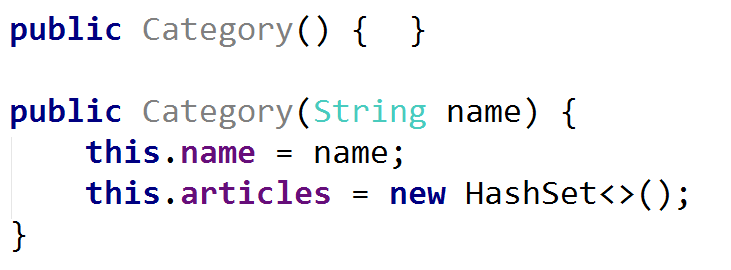 public Category() {  }
public Category(String name) {
    this.name = name;
    this.articles = new HashSet<>();
}